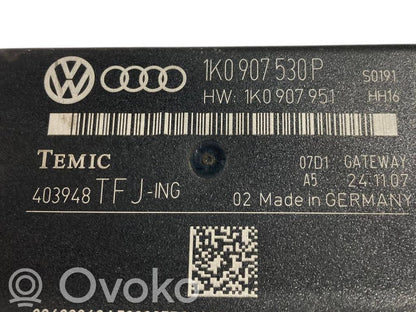 1K0 907 530 P S0191
HW: 1K0 907 951 HH16
TEMIC 07D1 GATEWAY
403948 TFJ-ING A5 24.11.07
02 Made in GERMANY
Ovoko